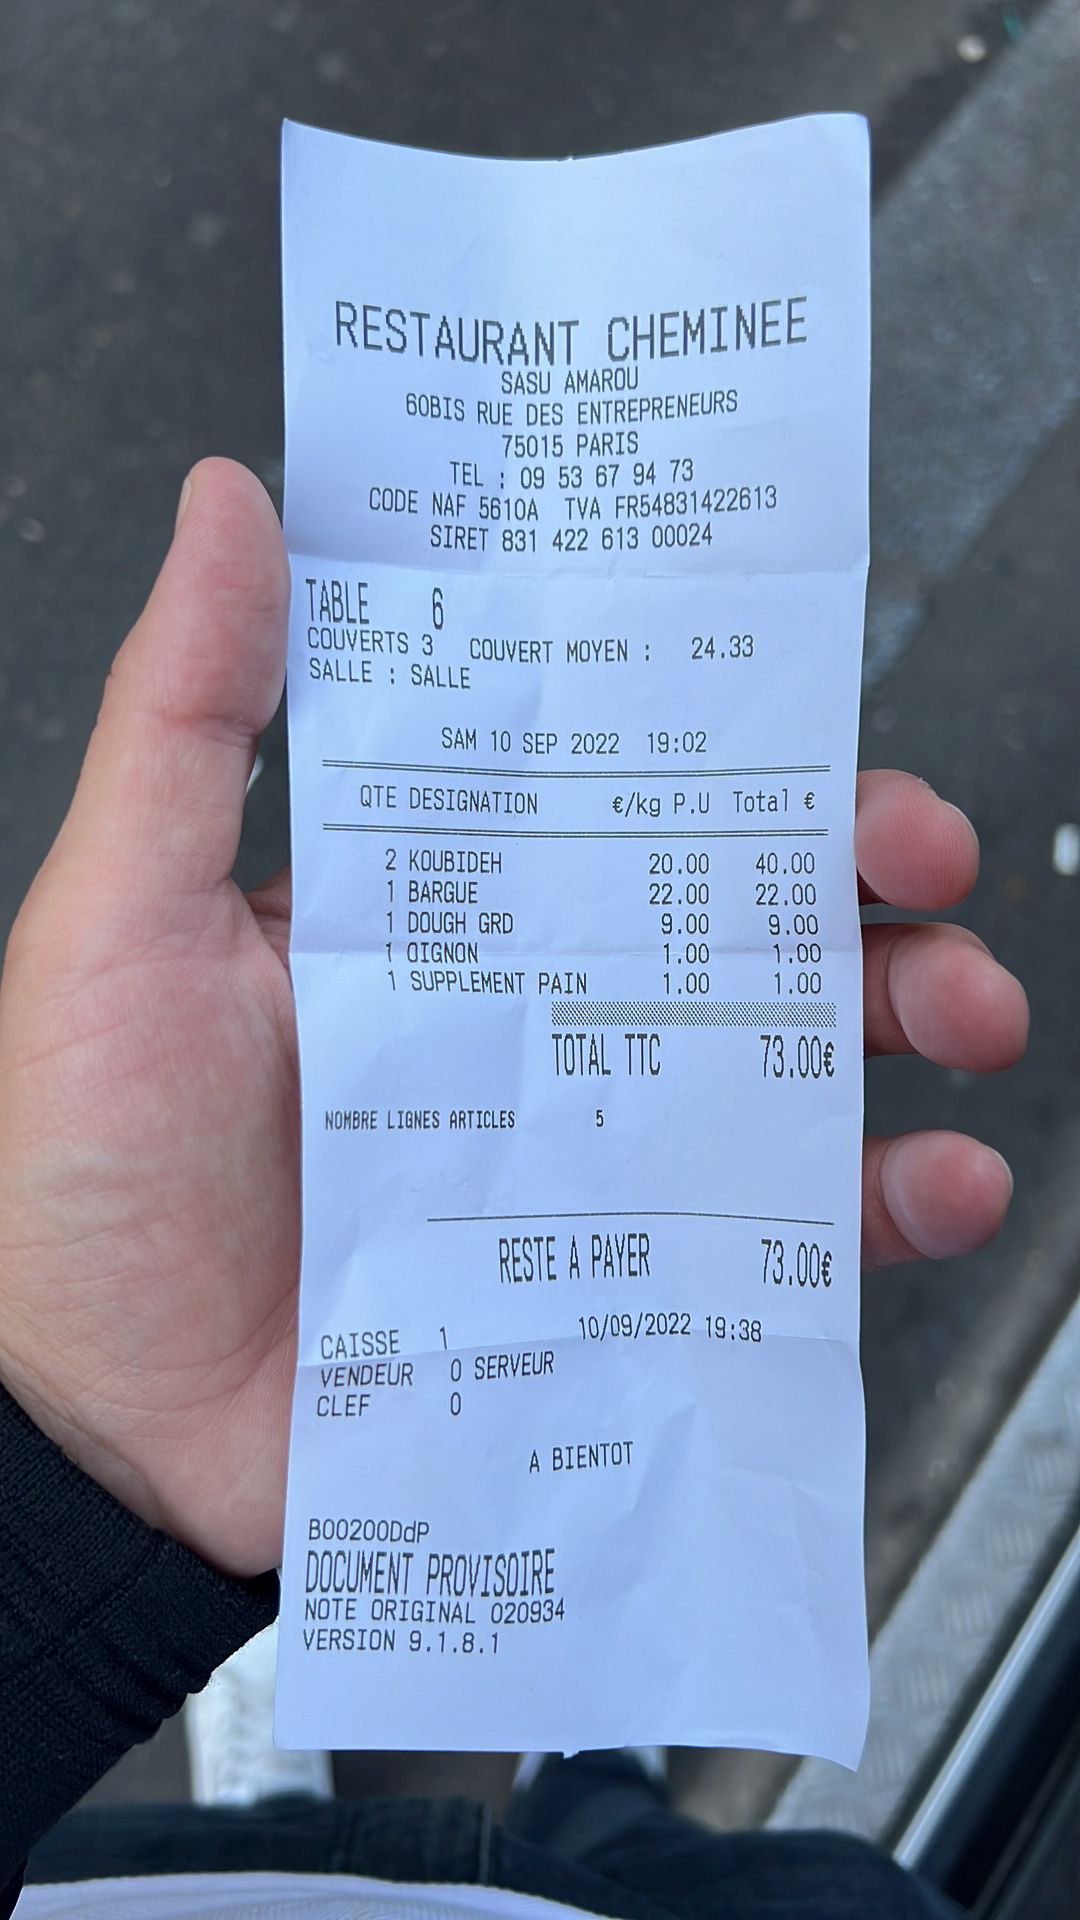 RESTAURANT CHEMINEE
SASU AMAROU
60BIS RUE DES ENTREPRENEURS
75015 PARIS
TEL : 09 53 67 94 73
CODE NAF 5610A TVA FR54831422613
SIRET 831 422 613 00024
TABLE 6
COUVERTS 3 COUVERT MOYEN : 24.33
SALLE : SALLE
SAM 10 SEP 2022 19:02
QTE DESIGNATION €/kg P.U Total €
2 KOUBIDEH 20.00 40.00
1 BARGUE 22.00 22.00
1 DOUGH GRD 9.00 9.00
1 OIGNON 1.00 1.00
1 SUPPLEMENT PAIN 1.00 1.00
TOTAL TTC 73.00€
NOMBRE LIGNES ARTICLES 5
RESTE A PAYER 73.00€
CAISSE 1 10/09/2022 19:38
VENDEUR 0 SERVEUR
CLEF 0
A BIENTOT
B00200DdP
DOCUMENT PROVISOIRE
NOTE ORIGINAL 020934
VERSION 9.1.8.1